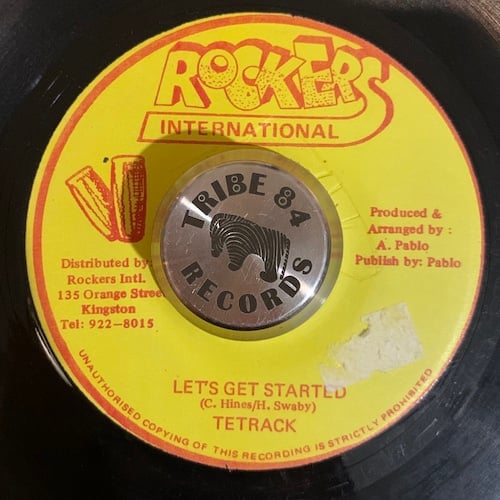 ROCKERS
INTERNATIONAL
TRIBE 84
RECORDS
Produced &
Arranged by :
A. Pablo
Publish by: Pablo
Distributed by:
Rockers Intl.
135 Orange Street
Kingston
Tel: 922-8015
LET'S GET STARTED
(C. Hines/H. Swaby)
TETRACK
UNAUTHORISED COPYING OF THIS RECORDING IS STRICTLY PROHIBITED